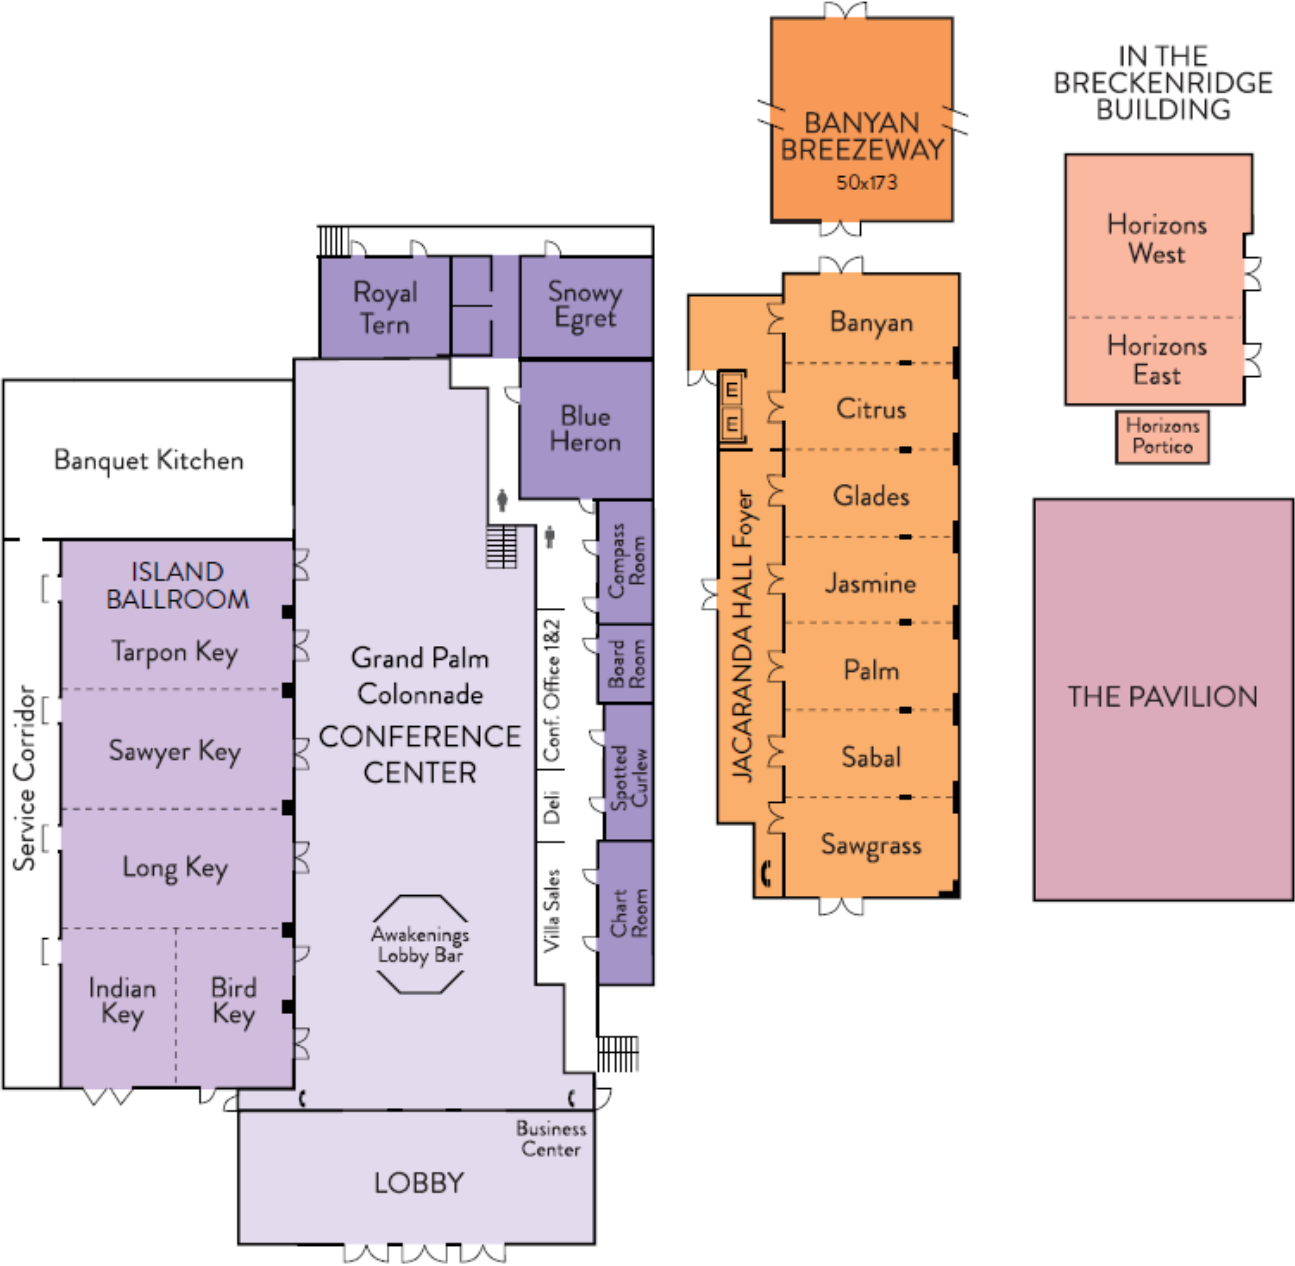 IN THE
BRECKENRIDGE
BUILDING
BANYAN
BREEZEWAY
50x173
Horizons
West
Horizons
East
Horizons
Portico
THE PAVILION
Royal
Tern
Snowy
Egret
Blue
Heron
Compass
Room
Board
Room
Spotted
Curlew
Chart
Room
Conf. Office 1&2
Deli
Villa Sales
Banquet Kitchen
Service Corridor
ISLAND
BALLROOM
Tarpon Key
Sawyer Key
Long Key
Indian
Key
Bird
Key
Grand Palm
Colonnade
CONFERENCE
CENTER
Awakenings
Lobby Bar
Business
Center
LOBBY
E
E
JACARANDA HALL Foyer
Banyan
Citrus
Glades
Jasmine
Palm
Sabal
Sawgrass